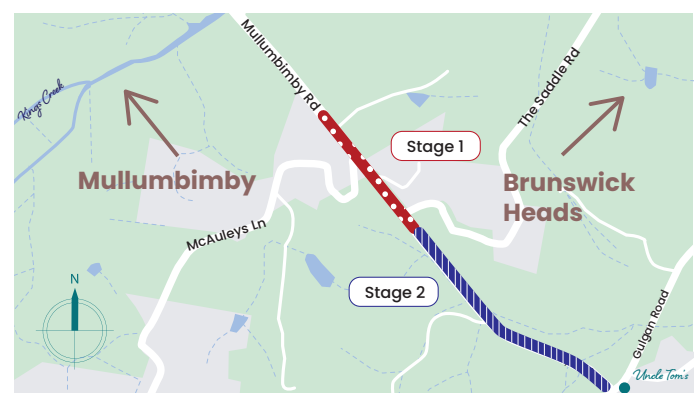 Mullumbimby Rd
The Saddle Rd
Kings Creek
Stage 1
Mullumbimby
Brunswick
Heads
McAuleys Ln
N
Stage 2
Gulgan Road
Uncle Tom's